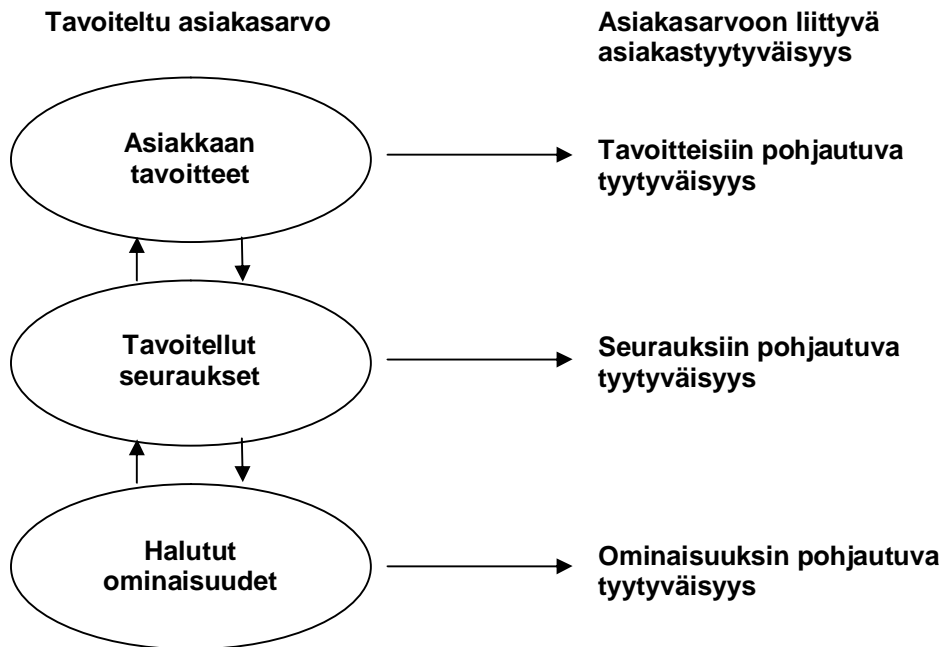 Tavoiteltu asiakasarvo
Asiakasarvoon liittyvä
asiakastyytyväisyys
Asiakkaan
tavoitteet
Tavoitteisiin pohjautuva
tyytyväisyys
Tavoitellut
seuraukset
Seurauksiin pohjautuva
tyytyväisyys
Halutut
ominaisuudet
Ominaisuuksin pohjautuva
tyytyväisyys